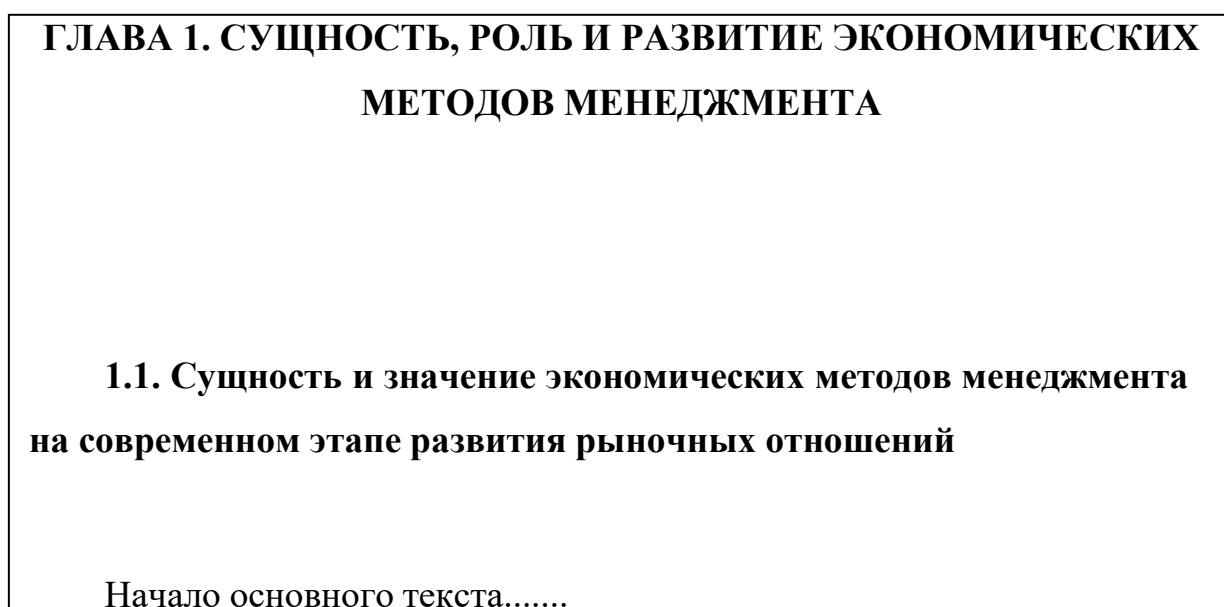 ГЛАВА 1. СУЩНОСТЬ, РОЛЬ И РАЗВИТИЕ ЭКОНОМИЧЕСКИХ
МЕТОДОВ МЕНЕДЖМЕНТА
1.1. Сущность и значение экономических методов менеджмента
на современном этапе развития рыночных отношений
Начало основного текста.......